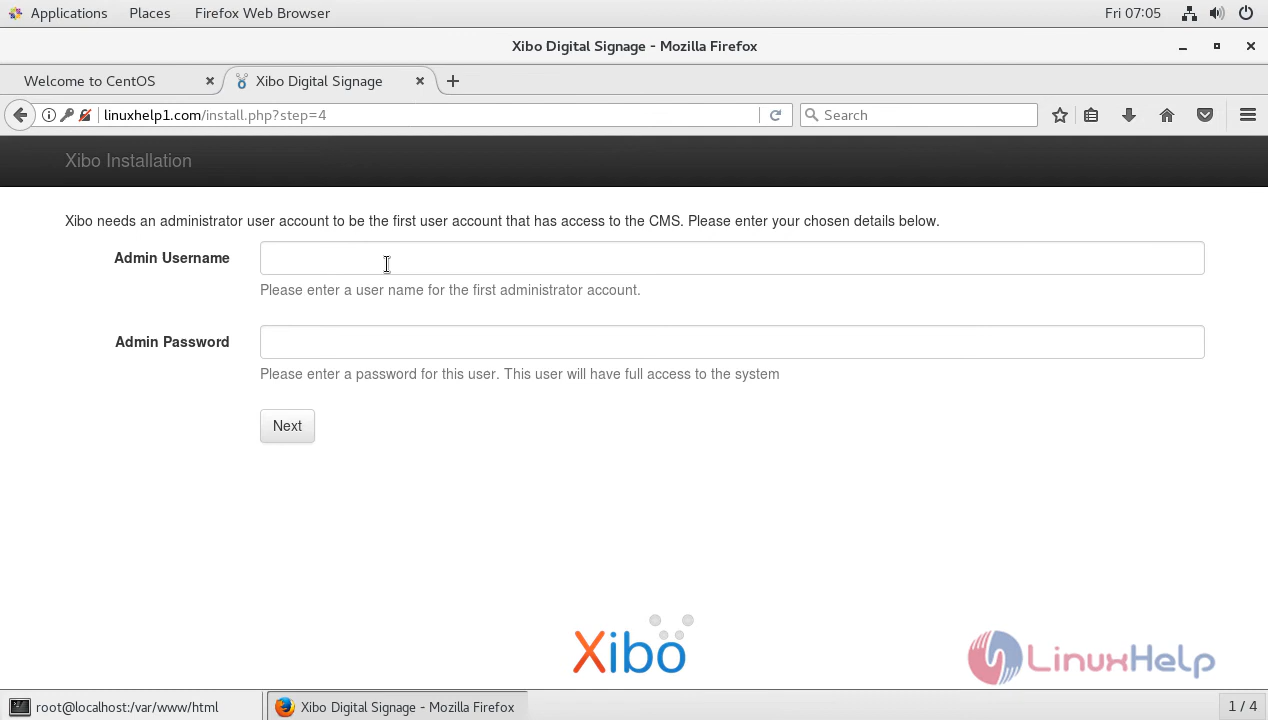 Applications Places Firefox Web Browser Fri 07:05
Xibo Digital Signage - Mozilla Firefox
Welcome to CentOS Xibo Digital Signage
linuxhelp1.com/install.php?step=4 Search
Xibo Installation
Xibo needs an administrator user account to be the first user account that has access to the CMS. Please enter your chosen details below.
Admin Username
Please enter a user name for the first administrator account.
Admin Password
Please enter a password for this user. This user will have full access to the system
Next
Xibo
LinuxHelp
root@localhost:/var/www/html Xibo Digital Signage - Mozilla Firefox 1 / 4